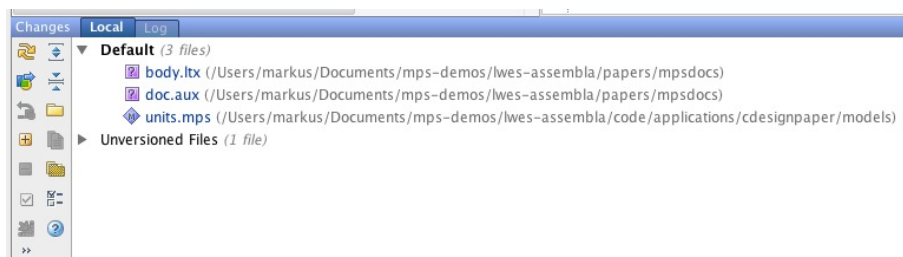 Changes Local Log
Default (3 files)
body.ltx (/Users/markus/Documents/mps-demos/lwes-assembla/papers/mpsdocs)
doc.aux (/Users/markus/Documents/mps-demos/lwes-assembla/papers/mpsdocs)
units.mps (/Users/markus/Documents/mps-demos/lwes-assembla/code/applications/cdesignpaper/models)
Unversioned Files (1 file)